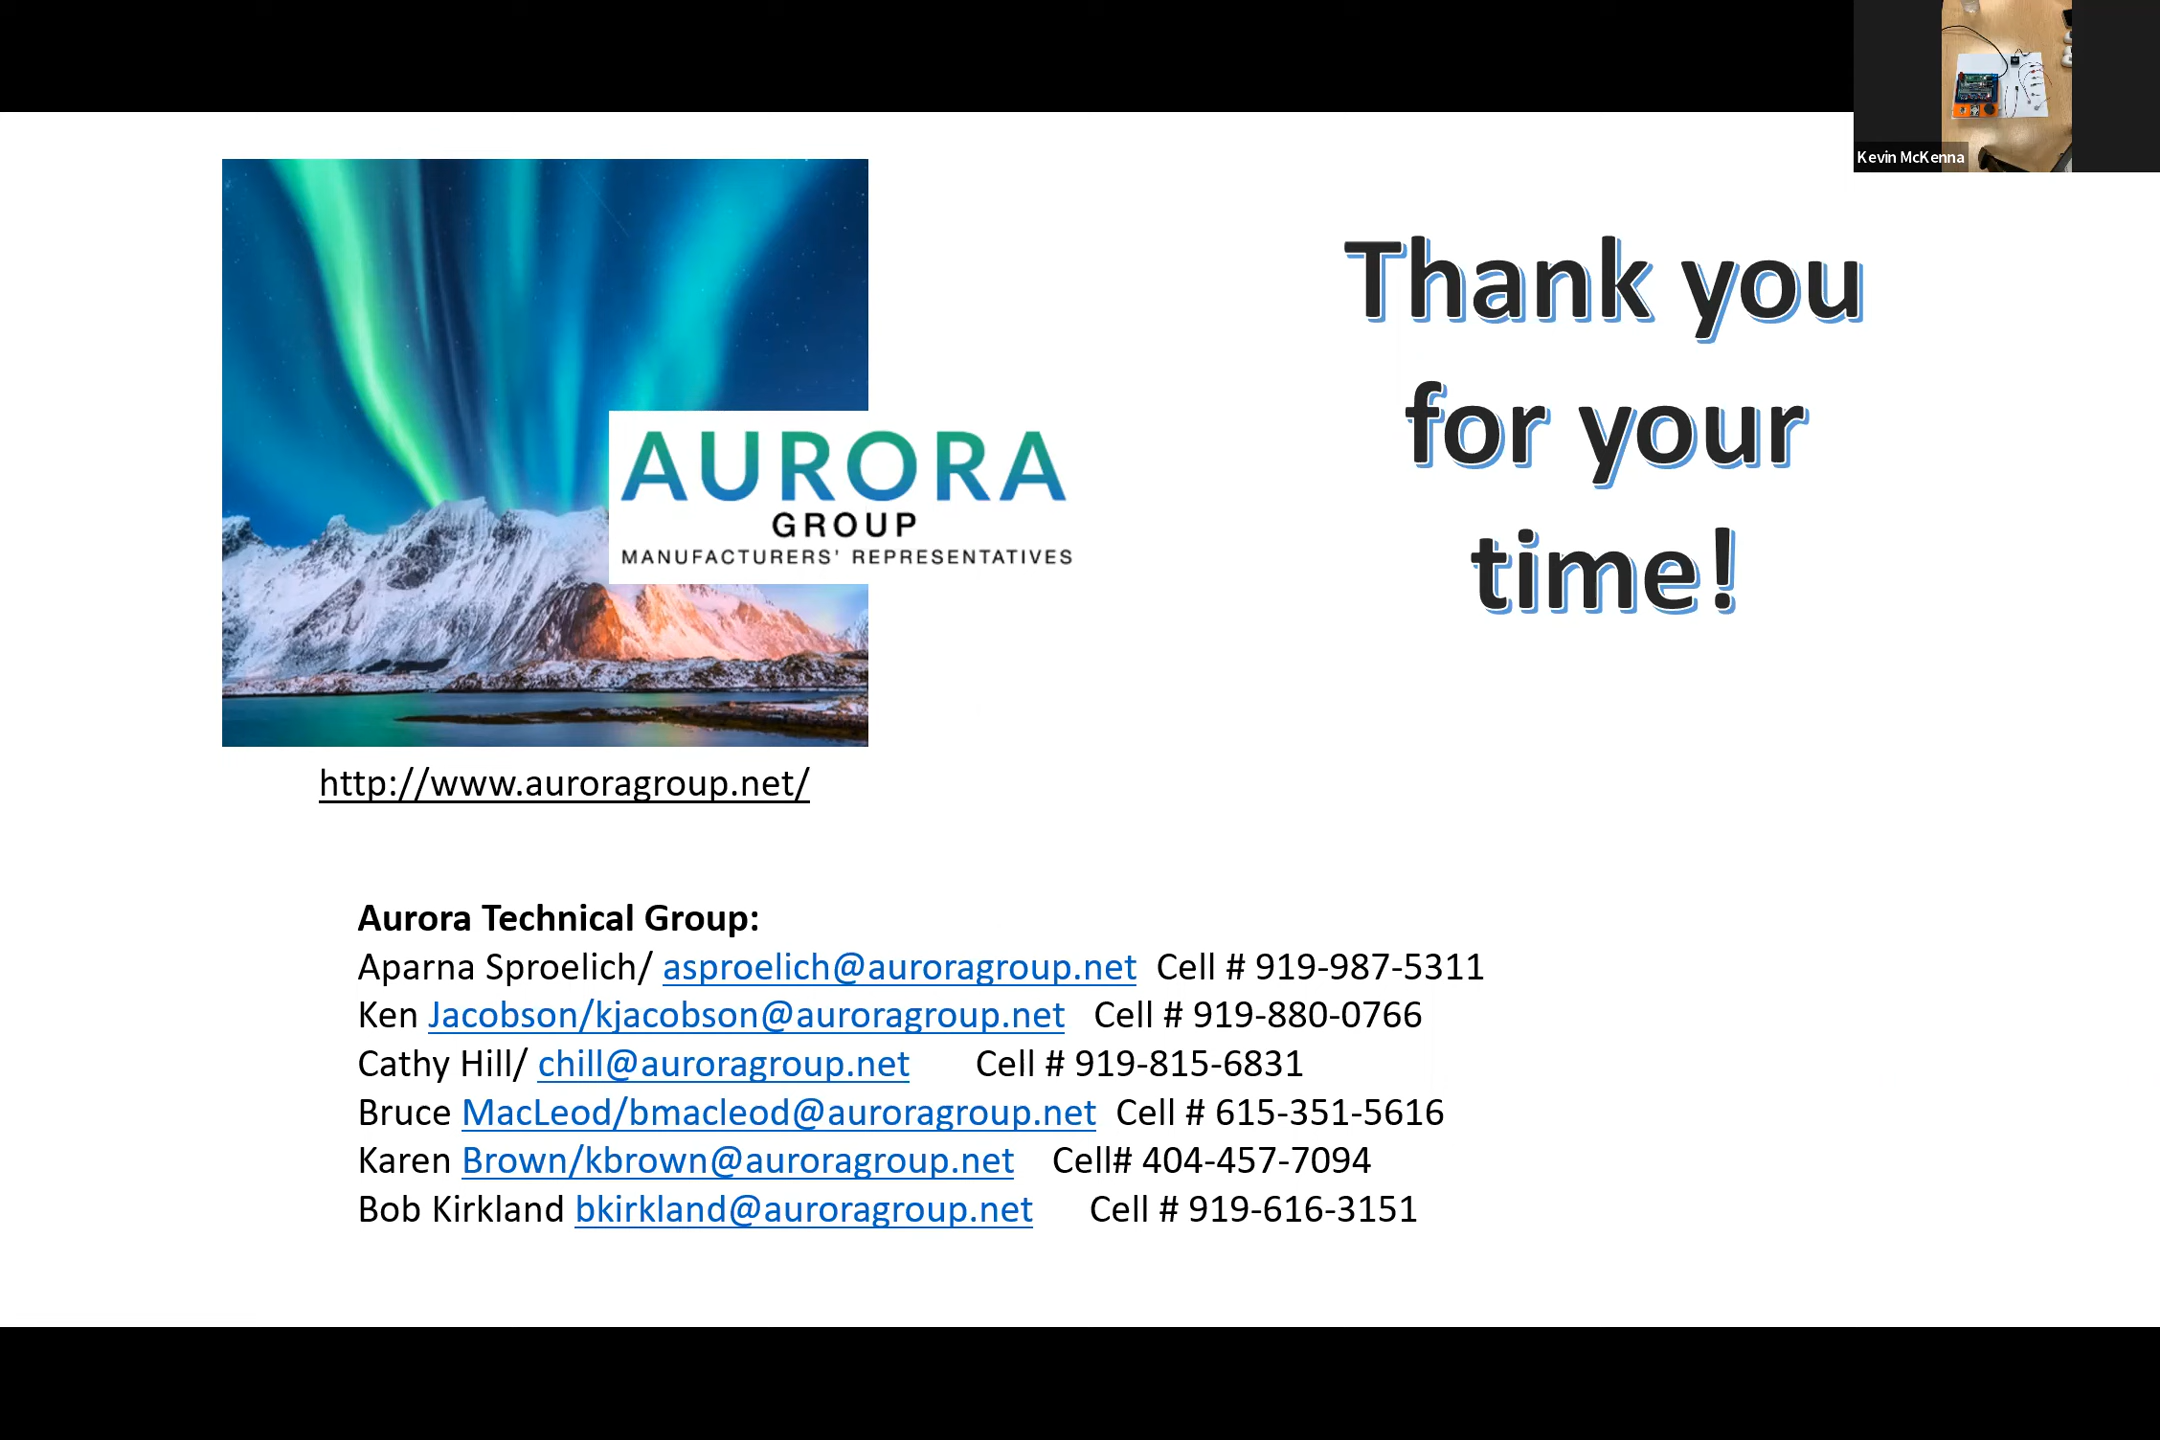 Kevin McKenna
Thank you
for your
time!
AURORA
GROUP
MANUFACTURERS' REPRESENTATIVES
http://www.auroragroup.net/
Aurora Technical Group:
Aparna Sproelich/ asproelich@auroragroup.net Cell # 919-987-5311
Ken Jacobson/kjacobson@auroragroup.net Cell # 919-880-0766
Cathy Hill/ chill@auroragroup.net Cell # 919-815-6831
Bruce MacLeod/bmacleod@auroragroup.net Cell # 615-351-5616
Karen Brown/kbrown@auroragroup.net Cell# 404-457-7094
Bob Kirkland bkirkland@auroragroup.net Cell # 919-616-3151